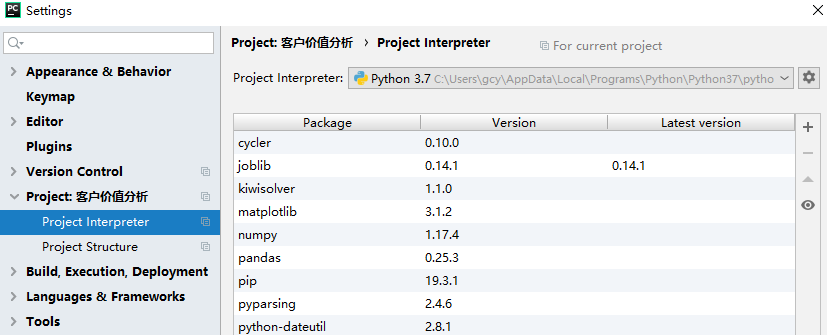 PC Settings
Project: 客户价值分析 › Project Interpreter For current project
Project Interpreter: Python 3.7 C:\Users\gcy\AppData\Local\Programs\Python\Python37\pytho
Appearance & Behavior
Keymap
Editor
Plugins
Version Control
Project: 客户价值分析
Project Interpreter
Project Structure
Build, Execution, Deployment
Languages & Frameworks
Tools
Package Version Latest version
cycler 0.10.0
joblib 0.14.1 0.14.1
kiwisolver 1.1.0
matplotlib 3.1.2
numpy 1.17.4
pandas 0.25.3
pip 19.3.1
pyparsing 2.4.6
python-dateutil 2.8.1